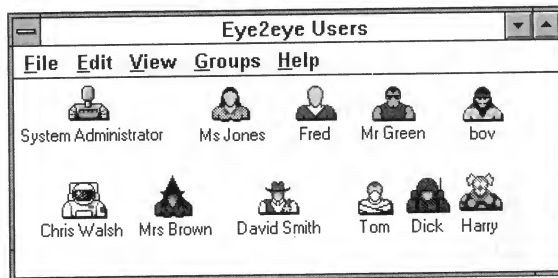 Eye2eye Users
File Edit View Groups Help
System Administrator Ms Jones Fred Mr Green bov
Chris Walsh Mrs Brown David Smith Tom Dick Harry